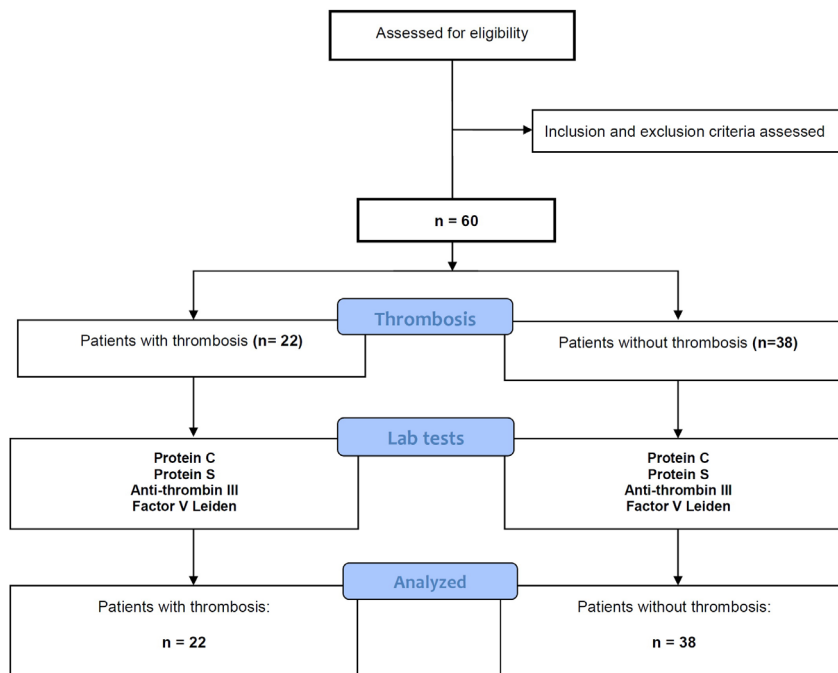 Assessed for eligibility
Inclusion and exclusion criteria assessed
n = 60
Thrombosis
Patients with thrombosis (n= 22)
Patients without thrombosis (n=38)
Lab tests
Protein C
Protein S
Anti-thrombin III
Factor V Leiden
Protein C
Protein S
Anti-thrombin III
Factor V Leiden
Analyzed
Patients with thrombosis:
n = 22
Patients without thrombosis:
n = 38